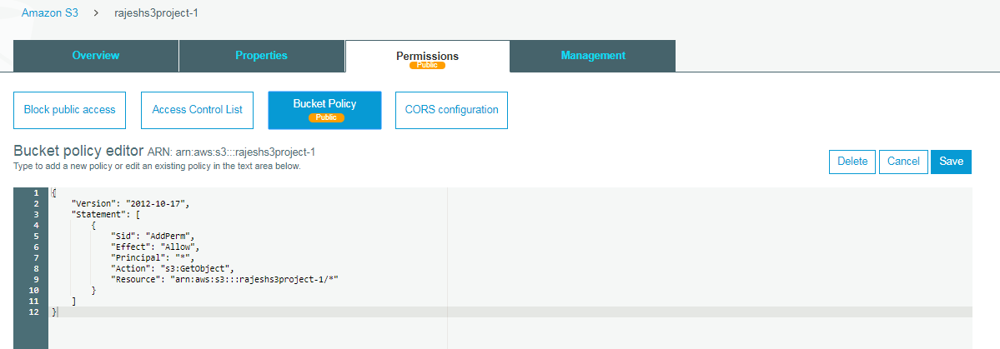 Amazon S3 > rajeshs3project-1
Overview Properties Permissions Management
Public
Block public access Access Control List Bucket Policy CORS configuration
Public
Bucket policy editor ARN: arn:aws:s3:::rajeshs3project-1
Type to add a new policy or edit an existing policy in the text area below.
Delete Cancel Save
1 {
2 "Version": "2012-10-17",
3 "Statement": [
4 {
5 "Sid": "AddPerm",
6 "Effect": "Allow",
7 "Principal": "*",
8 "Action": "s3:GetObject",
9 "Resource": "arn:aws:s3:::rajeshs3project-1/*"
10 }
11 ]
12 }